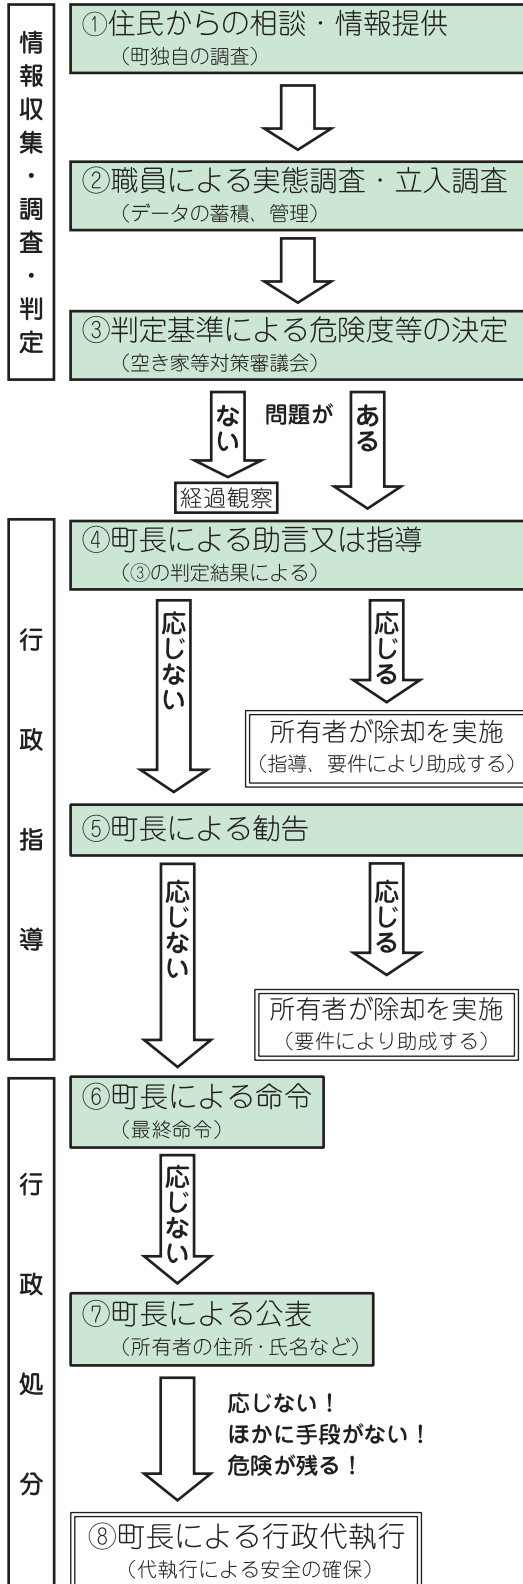 情報収集・調査・判定
①住民からの相談・情報提供
（町独自の調査）
②職員による実態調査・立入調査
（データの蓄積、管理）
③判定基準による危険度等の決定
（空き家等対策審議会）
問題が
ない
ある
経過観察
行政指導
④町長による助言又は指導
（③の判定結果による）
応じない
応じる
所有者が除却を実施
（指導、要件により助成する）
⑤町長による勧告
応じない
応じる
所有者が除却を実施
（要件により助成する）
行政処分
⑥町長による命令
（最終命令）
応じない
⑦町長による公表
（所有者の住所・氏名など）
応じない！
ほかに手段がない！
危険が残る！
⑧町長による行政代執行
（代執行による安全の確保）